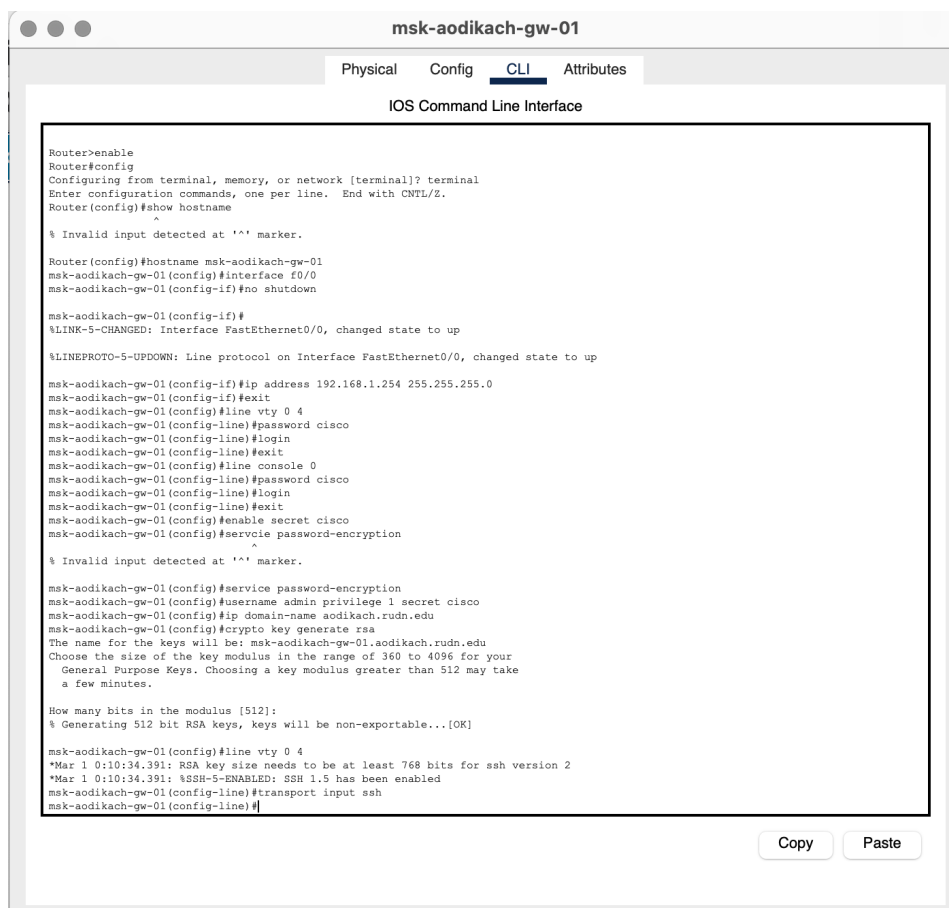 msk-aodikach-gw-01
Physical Config CLI Attributes
IOS Command Line Interface
Router>enable
Router#config
Configuring from terminal, memory, or network [terminal]? terminal
Enter configuration commands, one per line.  End with CNTL/Z.
Router(config)#show hostname
^
% Invalid input detected at '^' marker.
Router(config)#hostname msk-aodikach-gw-01
msk-aodikach-gw-01(config)#interface f0/0
msk-aodikach-gw-01(config-if)#no shutdown
msk-aodikach-gw-01(config-if)#
%LINK-5-CHANGED: Interface FastEthernet0/0, changed state to up
%LINEPROTO-5-UPDOWN: Line protocol on Interface FastEthernet0/0, changed state to up
msk-aodikach-gw-01(config-if)#ip address 192.168.1.254 255.255.255.0
msk-aodikach-gw-01(config-if)#exit
msk-aodikach-gw-01(config)#line vty 0 4
msk-aodikach-gw-01(config-line)#password cisco
msk-aodikach-gw-01(config-line)#login
msk-aodikach-gw-01(config-line)#exit
msk-aodikach-gw-01(config)#line console 0
msk-aodikach-gw-01(config-line)#password cisco
msk-aodikach-gw-01(config-line)#login
msk-aodikach-gw-01(config-line)#exit
msk-aodikach-gw-01(config)#enable secret cisco
msk-aodikach-gw-01(config)#servcie password-encryption
^
% Invalid input detected at '^' marker.
msk-aodikach-gw-01(config)#service password-encryption
msk-aodikach-gw-01(config)#username admin privilege 1 secret cisco
msk-aodikach-gw-01(config)#ip domain-name aodikach.rudn.edu
msk-aodikach-gw-01(config)#crypto key generate rsa
The name for the keys will be: msk-aodikach-gw-01.aodikach.rudn.edu
Choose the size of the key modulus in the range of 360 to 4096 for your
General Purpose Keys. Choosing a key modulus greater than 512 may take
a few minutes.
How many bits in the modulus [512]:
% Generating 512 bit RSA keys, keys will be non-exportable...[OK]
msk-aodikach-gw-01(config)#line vty 0 4
*Mar 1 0:10:34.391: RSA key size needs to be at least 768 bits for ssh version 2
*Mar 1 0:10:34.391: %SSH-5-ENABLED: SSH 1.5 has been enabled
msk-aodikach-gw-01(config-line)#transport input ssh
msk-aodikach-gw-01(config-line)#
Copy Paste